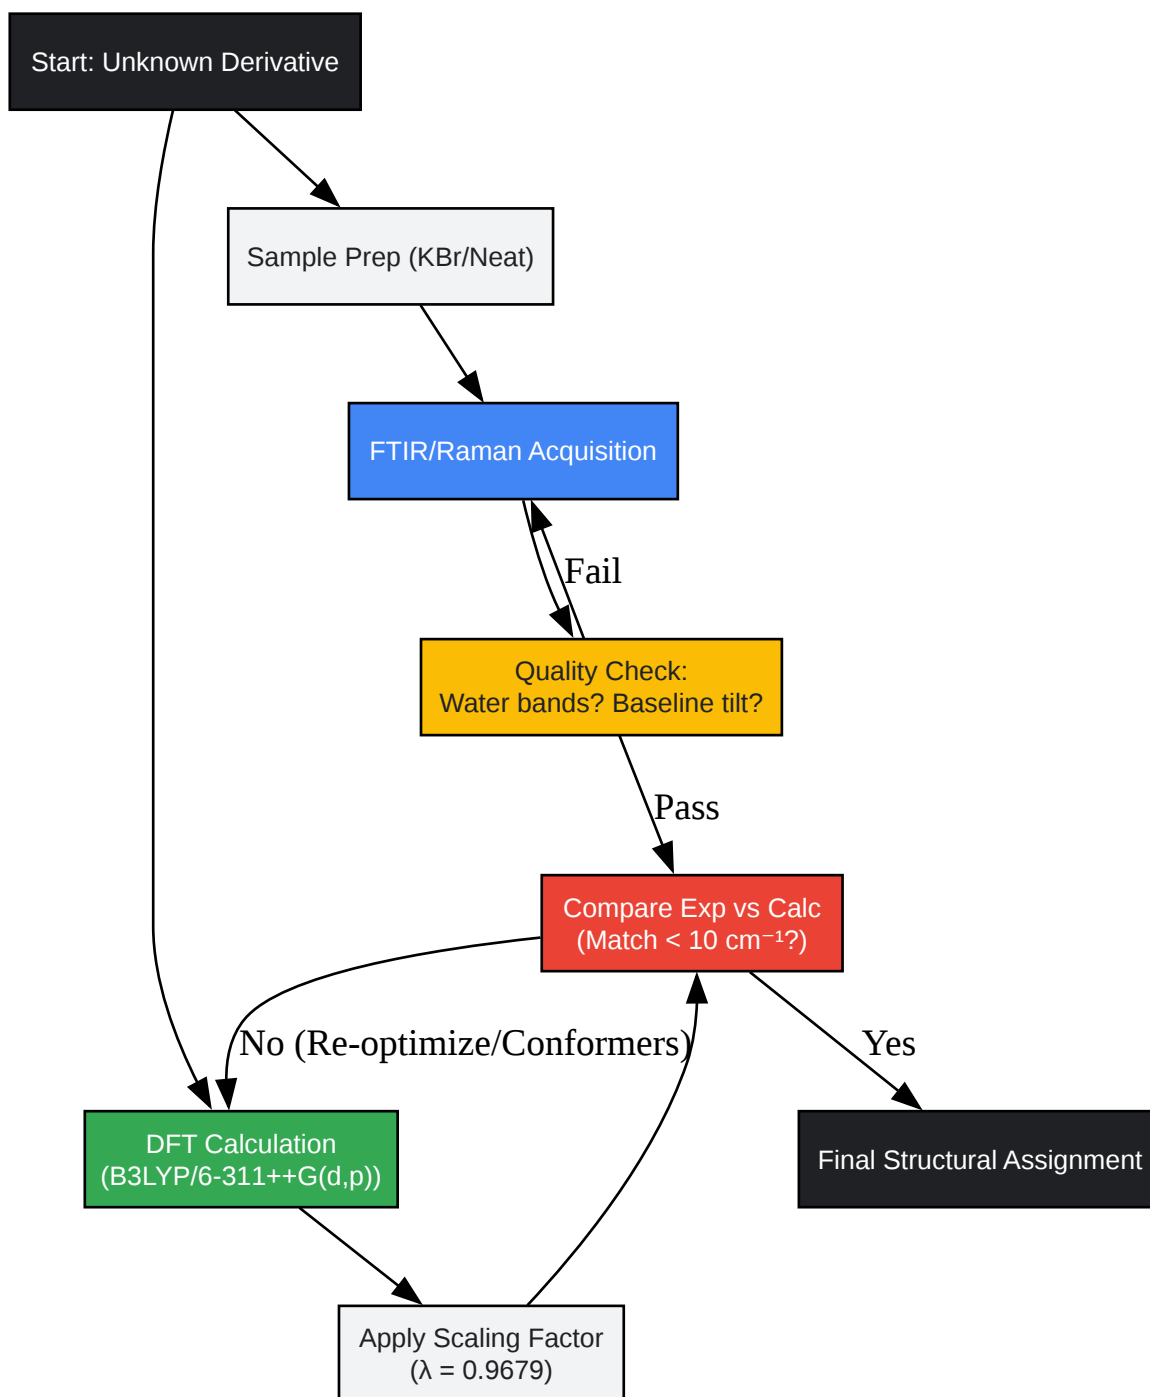 Start: Unknown Derivative
Sample Prep (KBr/Neat)
FTIR/Raman Acquisition
Fail
Quality Check:
Water bands? Baseline tilt?
Pass
Compare Exp vs Calc
(Match < 10 cm⁻¹?)
No (Re-optimize/Conformers)
Yes
DFT Calculation
(B3LYP/6-311++G(d,p))
Final Structural Assignment
Apply Scaling Factor
(λ = 0.9679)